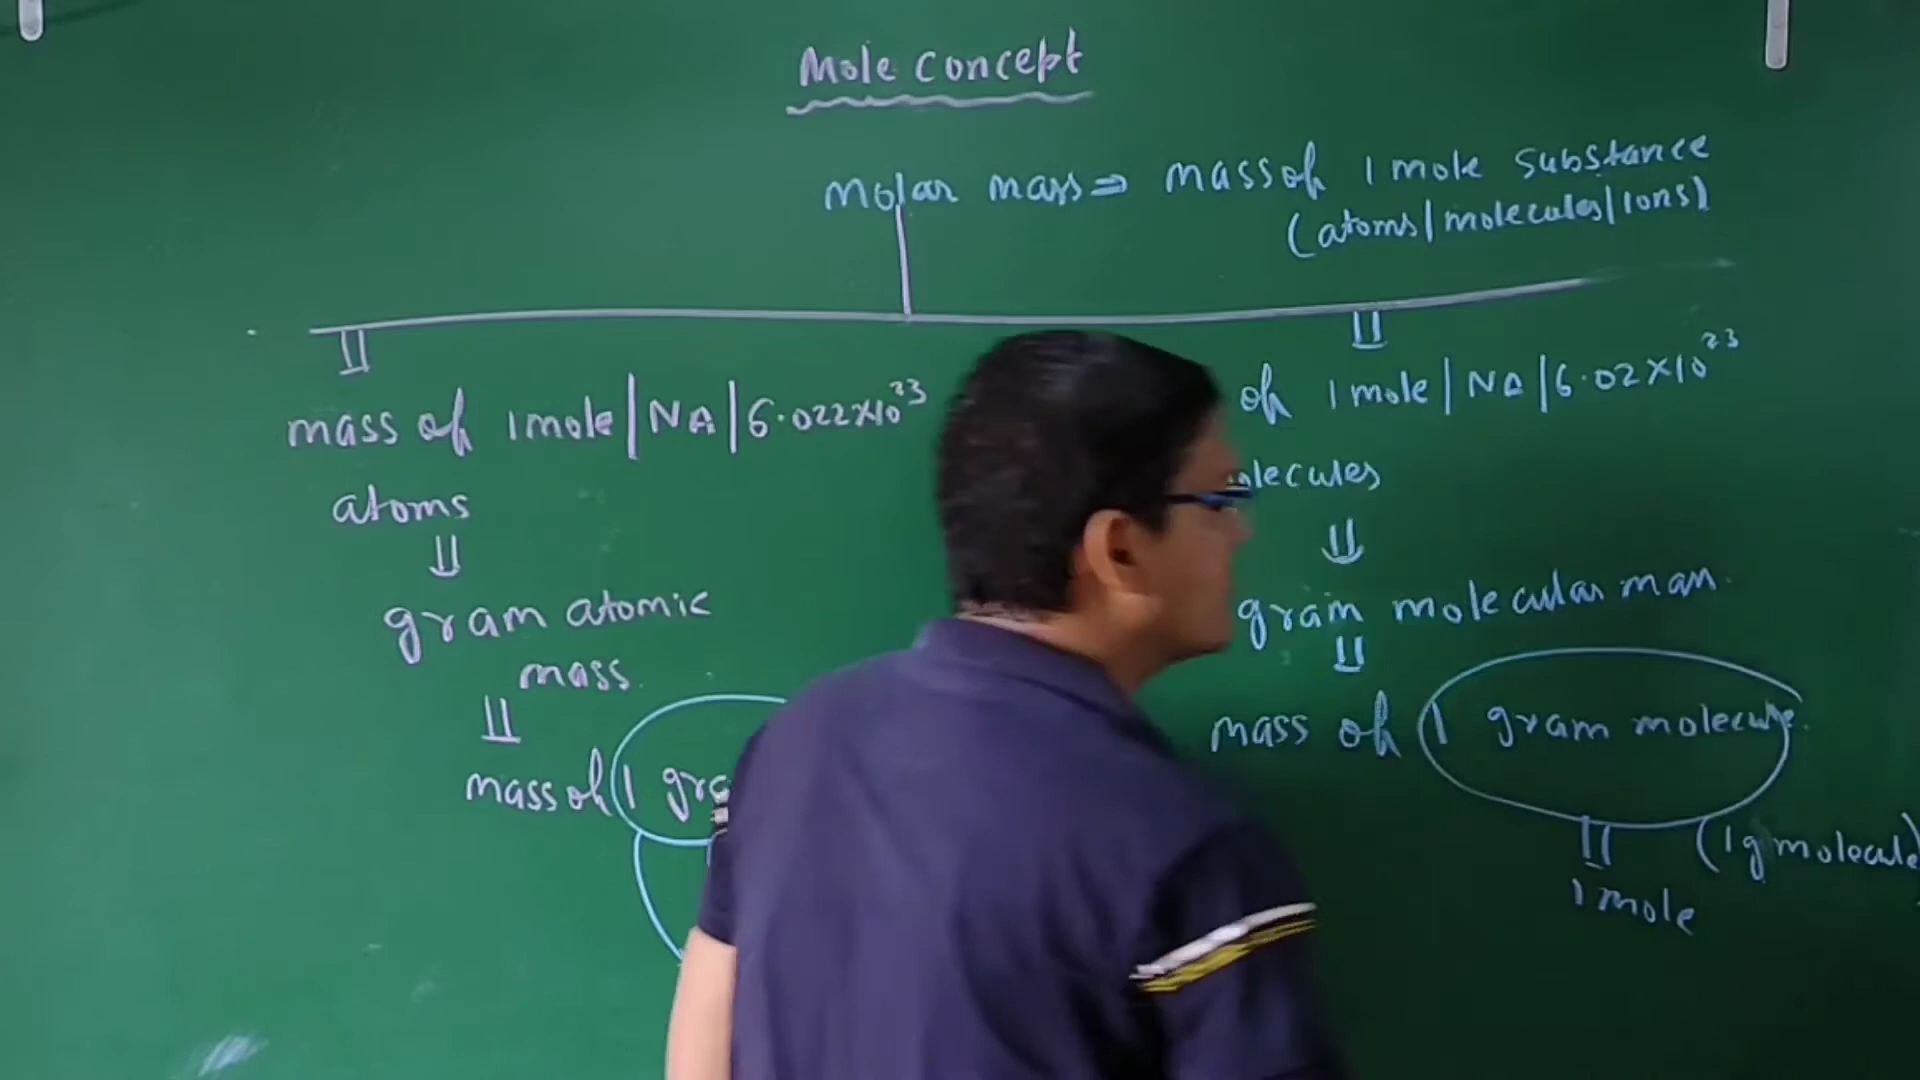 Mole concept
Molar mass ⇒ mass of 1 mole substance
(atoms/molecules/Ions)
mass of 1 mole | NA | 6.022×10²³
atoms
gram atomic
mass.
mass of 1
of 1 mole | NA | 6.02×10²³
gram molecular mass.
mass of 1 gram molecule.
(1 g molecule)
1 mole